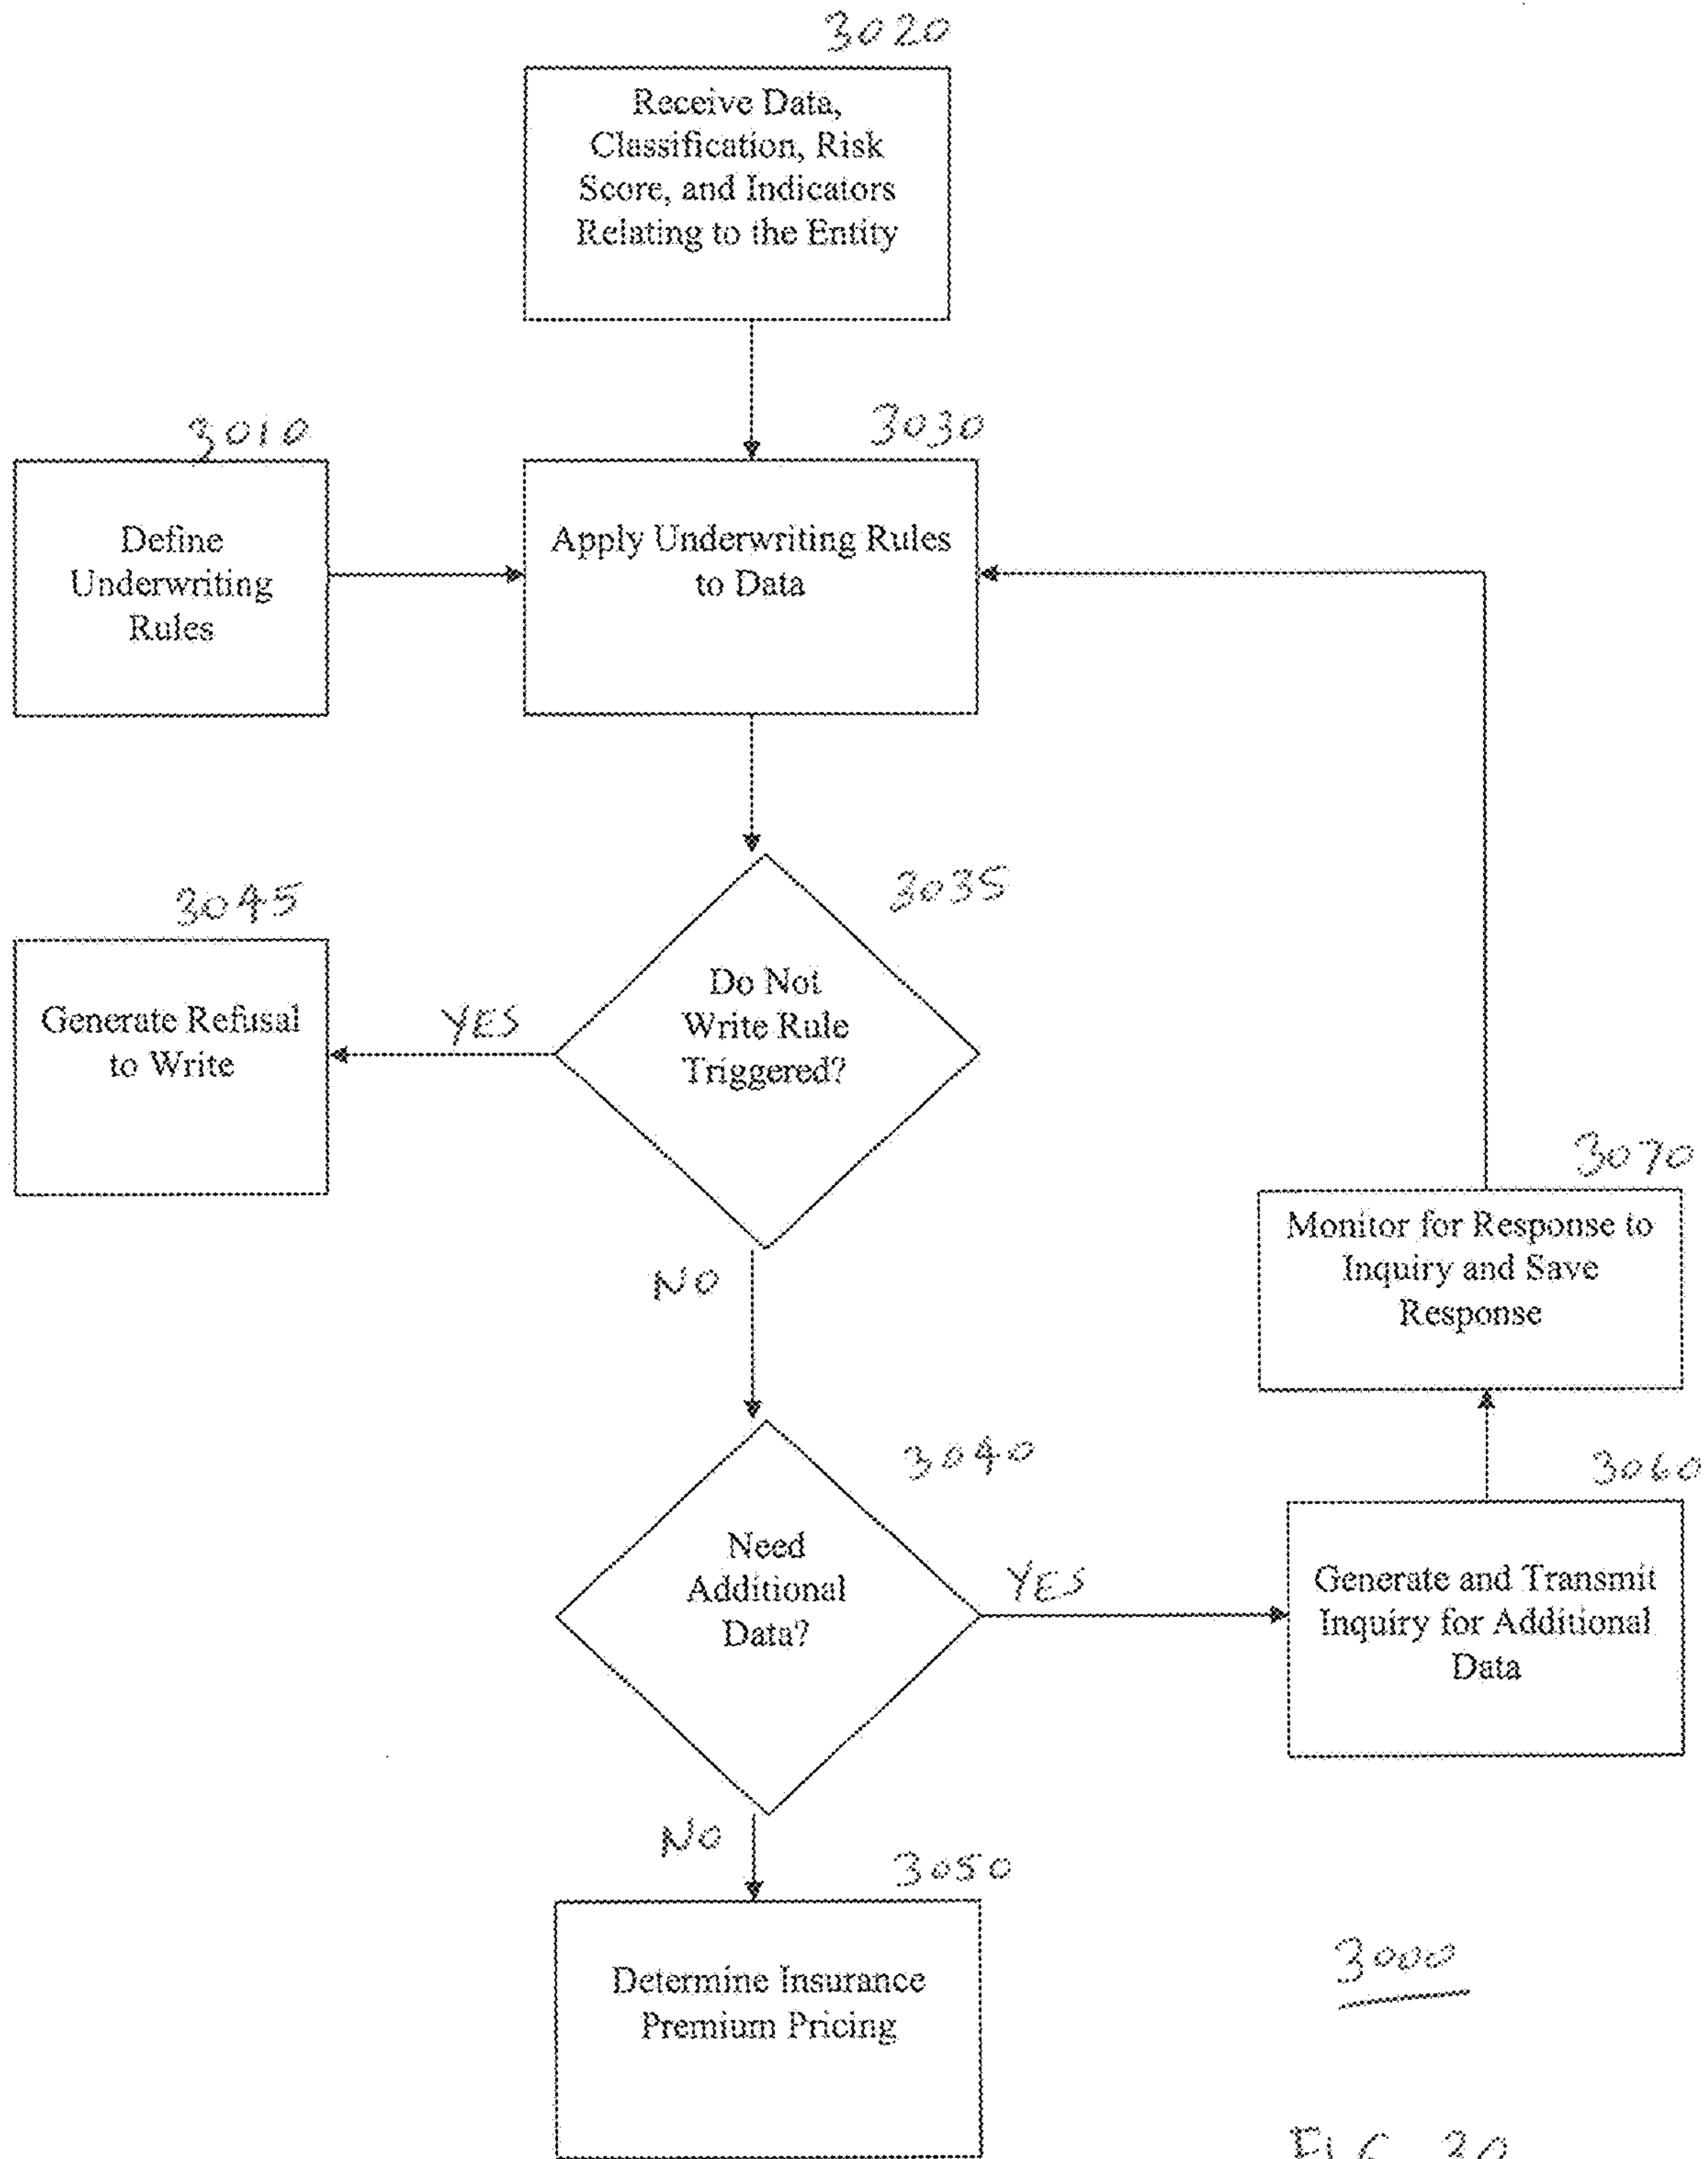 3020
Receive Data,
Classification, Risk
Score, and Indicators
Relating to the Entity
3010
Define
Underwriting
Rules
3030
Apply Underwriting Rules
to Data
3035
Do Not
Write Rule
Triggered?
3045
Generate Refusal
to Write
YES
NO
3070
Monitor for Response to
Inquiry and Save
Response
3040
Need
Additional
Data?
YES
3060
Generate and Transmit
Inquiry for Additional
Data
NO
3050
Determine Insurance
Premium Pricing
3000
FIG. 30